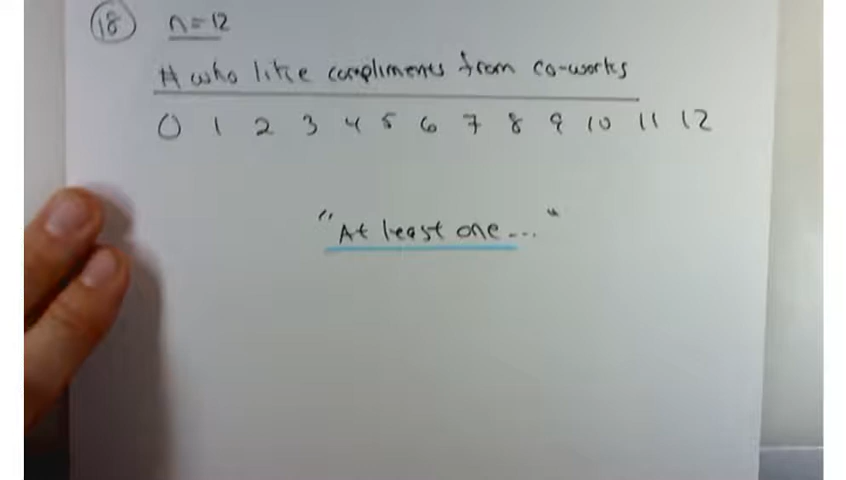 18 n = 12
# who like compliments from co-works
0 1 2 3 4 5 6 7 8 9 10 11 12
"At least one ... "